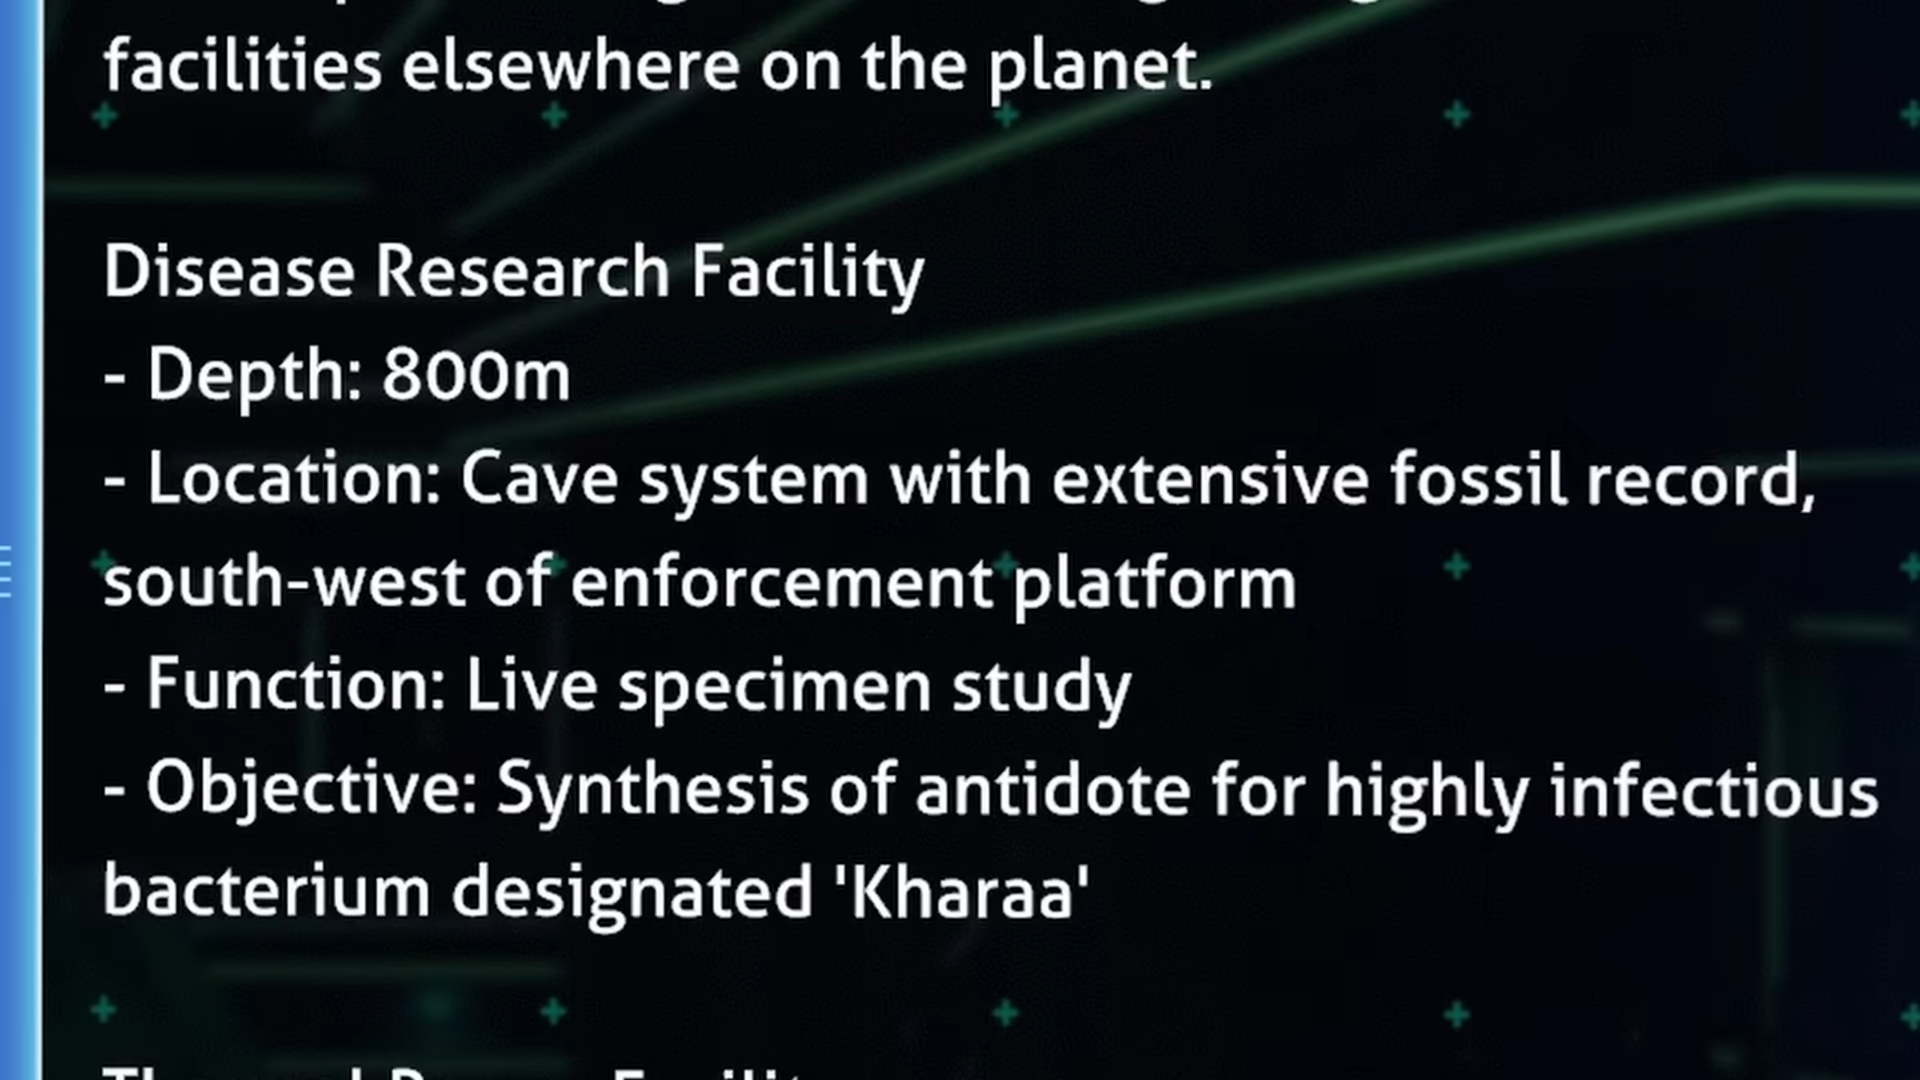 facilities elsewhere on the planet.
Disease Research Facility
- Depth: 800m
- Location: Cave system with extensive fossil record,
south-west of enforcement platform
- Function: Live specimen study
- Objective: Synthesis of antidote for highly infectious
bacterium designated 'Kharaa'